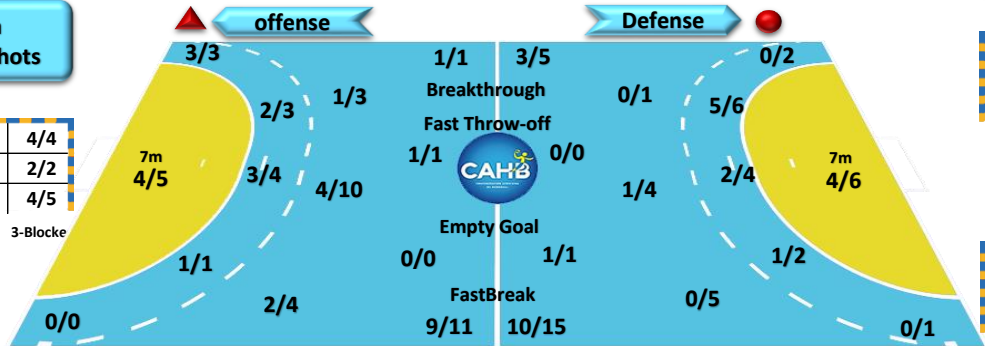 offense
Defense
hots
3/3
1/1
3/5
0/2
Breakthrough
2/3
1/3
0/1
5/6
Fast Throw-off
4/4
2/2
4/5
1/1
0/0
CAHB
7m
4/5
3/4
4/10
1/4
2/4
7m
4/6
3-Blocke
Empty Goal
1/1
0/0
1/1
1/2
FastBreak
2/4
0/5
0/0
9/11
10/15
0/1